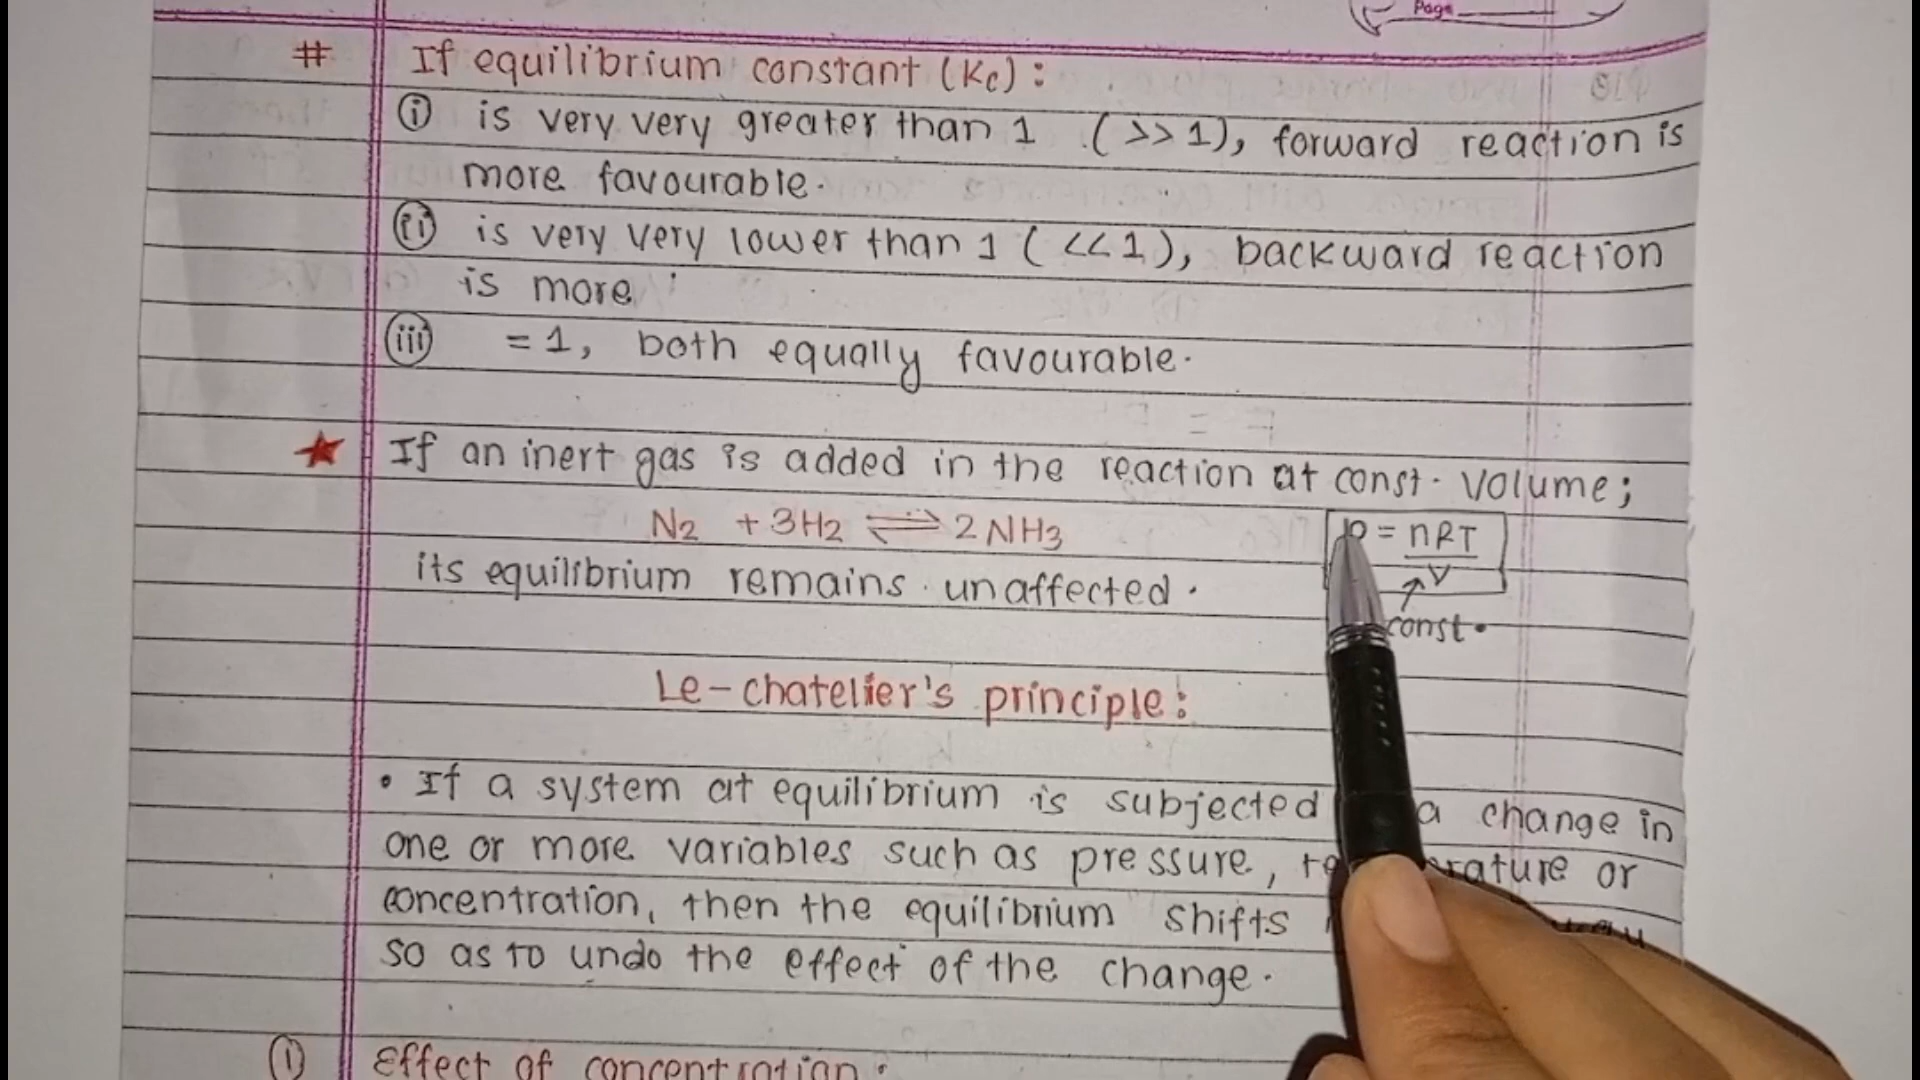 Page
# If equilibrium constant (Kc) :
(i) is very very greater than 1 (>>1), forward reaction is
more favourable.
(ii) is very very lower than 1 (<<1), backward reaction
is more
(iii) = 1, both equally favourable.
★ If an inert gas is added in the reaction at const. volume;
N2 + 3H2 ⇌ 2NH3
its equilibrium remains unaffected.
P = nRT
V
const.
Le-chatelier's principle:
• If a system at equilibrium is subjected a change in
one or more variables such as pressure, or
concentration, then the equilibrium shifts
so as to undo the effect of the change.
(1) Effect of concentration: